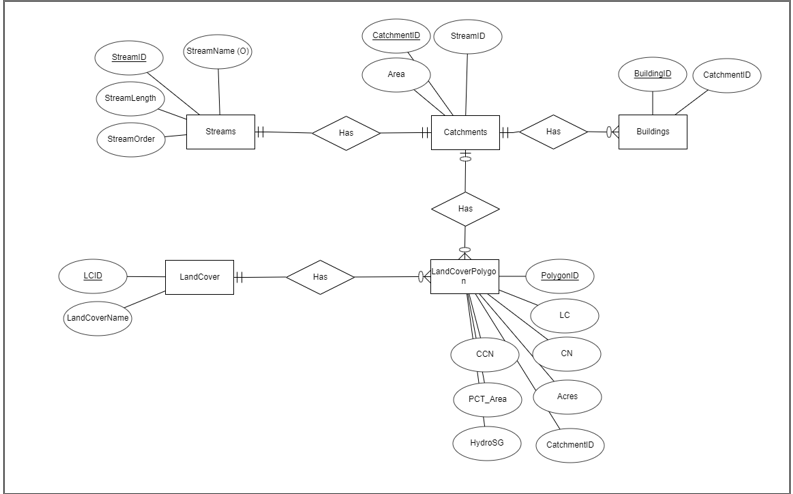 StreamID
StreamName (O)
StreamLength
StreamOrder
Streams
Has
CatchmentID
StreamID
Area
Catchments
Has
BuildingID
CatchmentID
Buildings
Has
LCID
LandCover
LandCoverName
Has
LandCoverPolygo
n
PolygonID
LC
CCN
CN
PCT_Area
Acres
HydroSG
CatchmentID